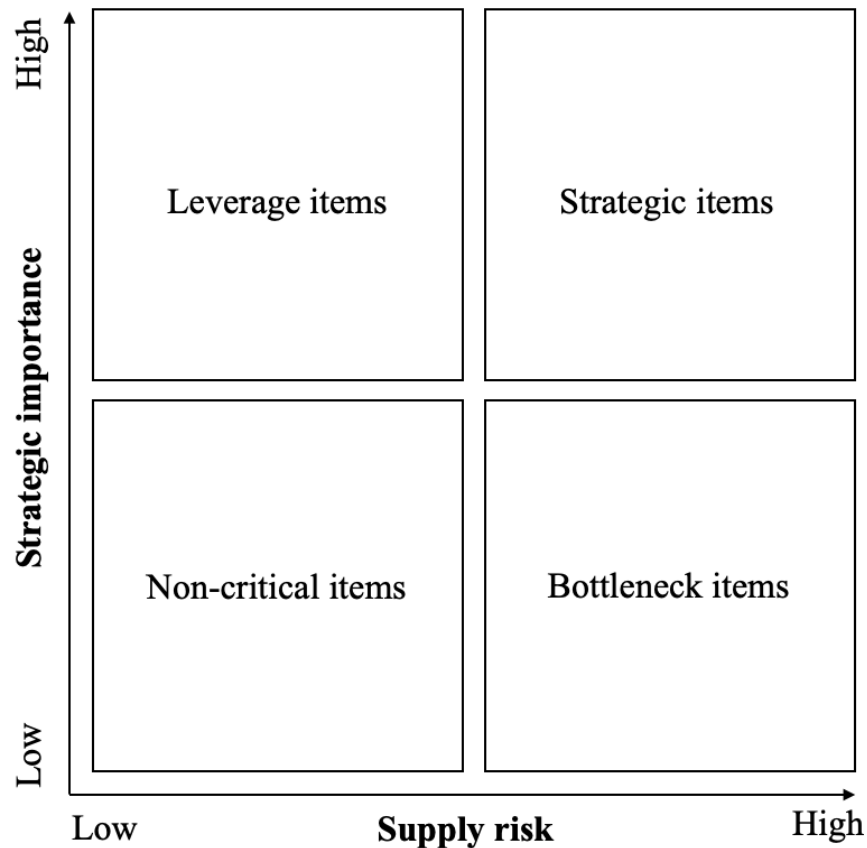 High
Leverage items
Strategic items
Strategic importance
Non-critical items
Bottleneck items
Low
Low
Supply risk
High